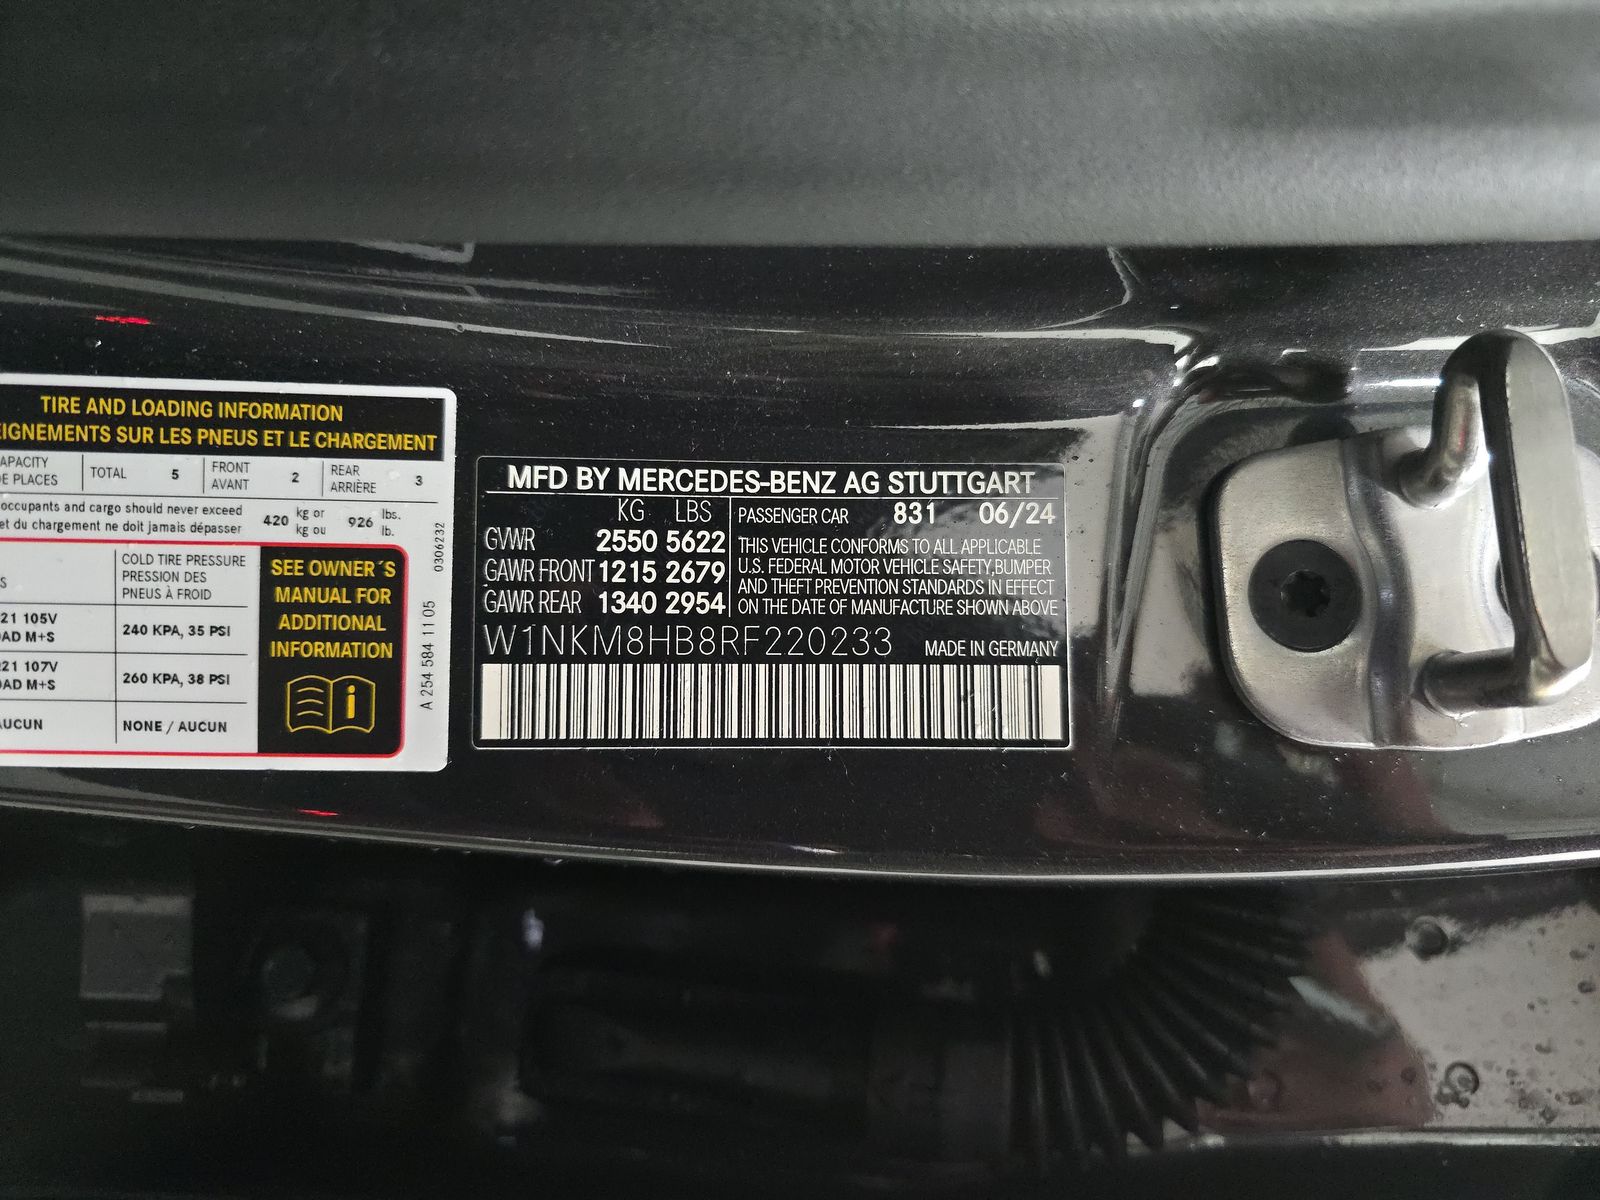 TIRE AND LOADING INFORMATION
EIGNEMENTS SUR LES PNEUS ET LE CHARGEMENT
APACITY
E PLACES
TOTAL 5
FRONT
AVANT
2
REAR
ARRIÈRE
3
occupants and cargo should never exceed
et du chargement ne doit jamais dépasser
420 kg or
kg ou
926 lbs.
lb.
COLD TIRE PRESSURE
PRESSION DES
PNEUS À FROID
S
21 105V
OAD M+S
240 KPA, 35 PSI
R21 107V
OAD M+S
260 KPA, 38 PSI
AUCUN
NONE / AUCUN
SEE OWNER´S
MANUAL FOR
ADDITIONAL
INFORMATION
i
0306232
A 254 584 11 05
MFD BY MERCEDES-BENZ AG STUTTGART
KG LBS
GVWR 2550 5622
GAWR FRONT 1215 2679
GAWR REAR 1340 2954
PASSENGER CAR 831 06/24
THIS VEHICLE CONFORMS TO ALL APPLICABLE
U.S. FEDERAL MOTOR VEHICLE SAFETY,BUMPER
AND THEFT PREVENTION STANDARDS IN EFFECT
ON THE DATE OF MANUFACTURE SHOWN ABOVE
W1NKM8HB8RF220233
MADE IN GERMANY